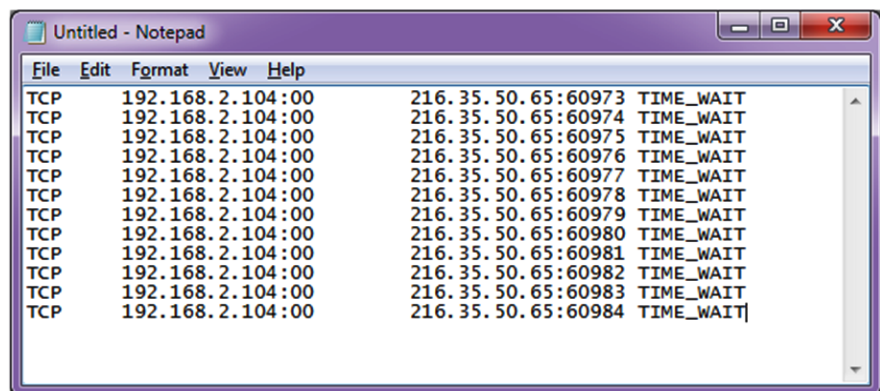 Untitled - Notepad
File Edit Format View Help
TCP 192.168.2.104:00 216.35.50.65:60973 TIME_WAIT
TCP 192.168.2.104:00 216.35.50.65:60974 TIME_WAIT
TCP 192.168.2.104:00 216.35.50.65:60975 TIME_WAIT
TCP 192.168.2.104:00 216.35.50.65:60976 TIME_WAIT
TCP 192.168.2.104:00 216.35.50.65:60977 TIME_WAIT
TCP 192.168.2.104:00 216.35.50.65:60978 TIME_WAIT
TCP 192.168.2.104:00 216.35.50.65:60979 TIME_WAIT
TCP 192.168.2.104:00 216.35.50.65:60980 TIME_WAIT
TCP 192.168.2.104:00 216.35.50.65:60981 TIME_WAIT
TCP 192.168.2.104:00 216.35.50.65:60982 TIME_WAIT
TCP 192.168.2.104:00 216.35.50.65:60983 TIME_WAIT
TCP 192.168.2.104:00 216.35.50.65:60984 TIME_WAIT